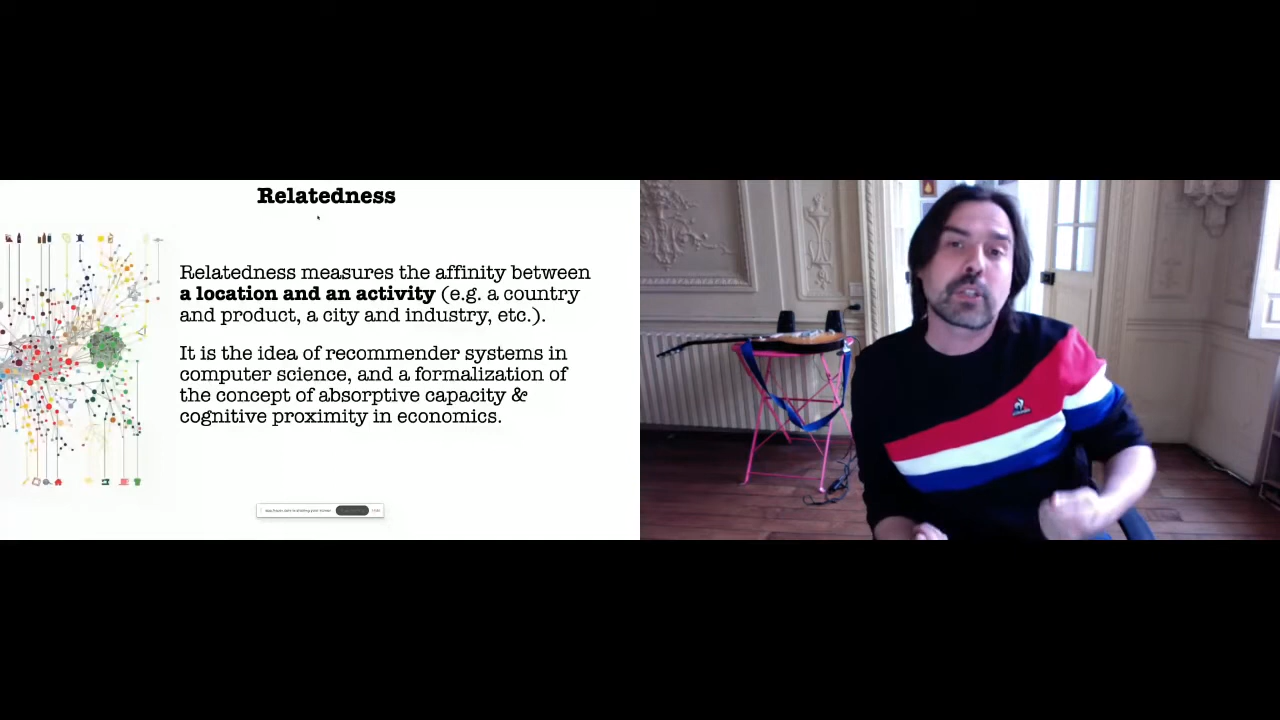 Relatedness
Relatedness measures the affinity between
a location and an activity (e.g. a country
and product, a city and industry, etc.).
It is the idea of recommender systems in
computer science, and a formalization of
the concept of absorptive capacity &
cognitive proximity in economics.